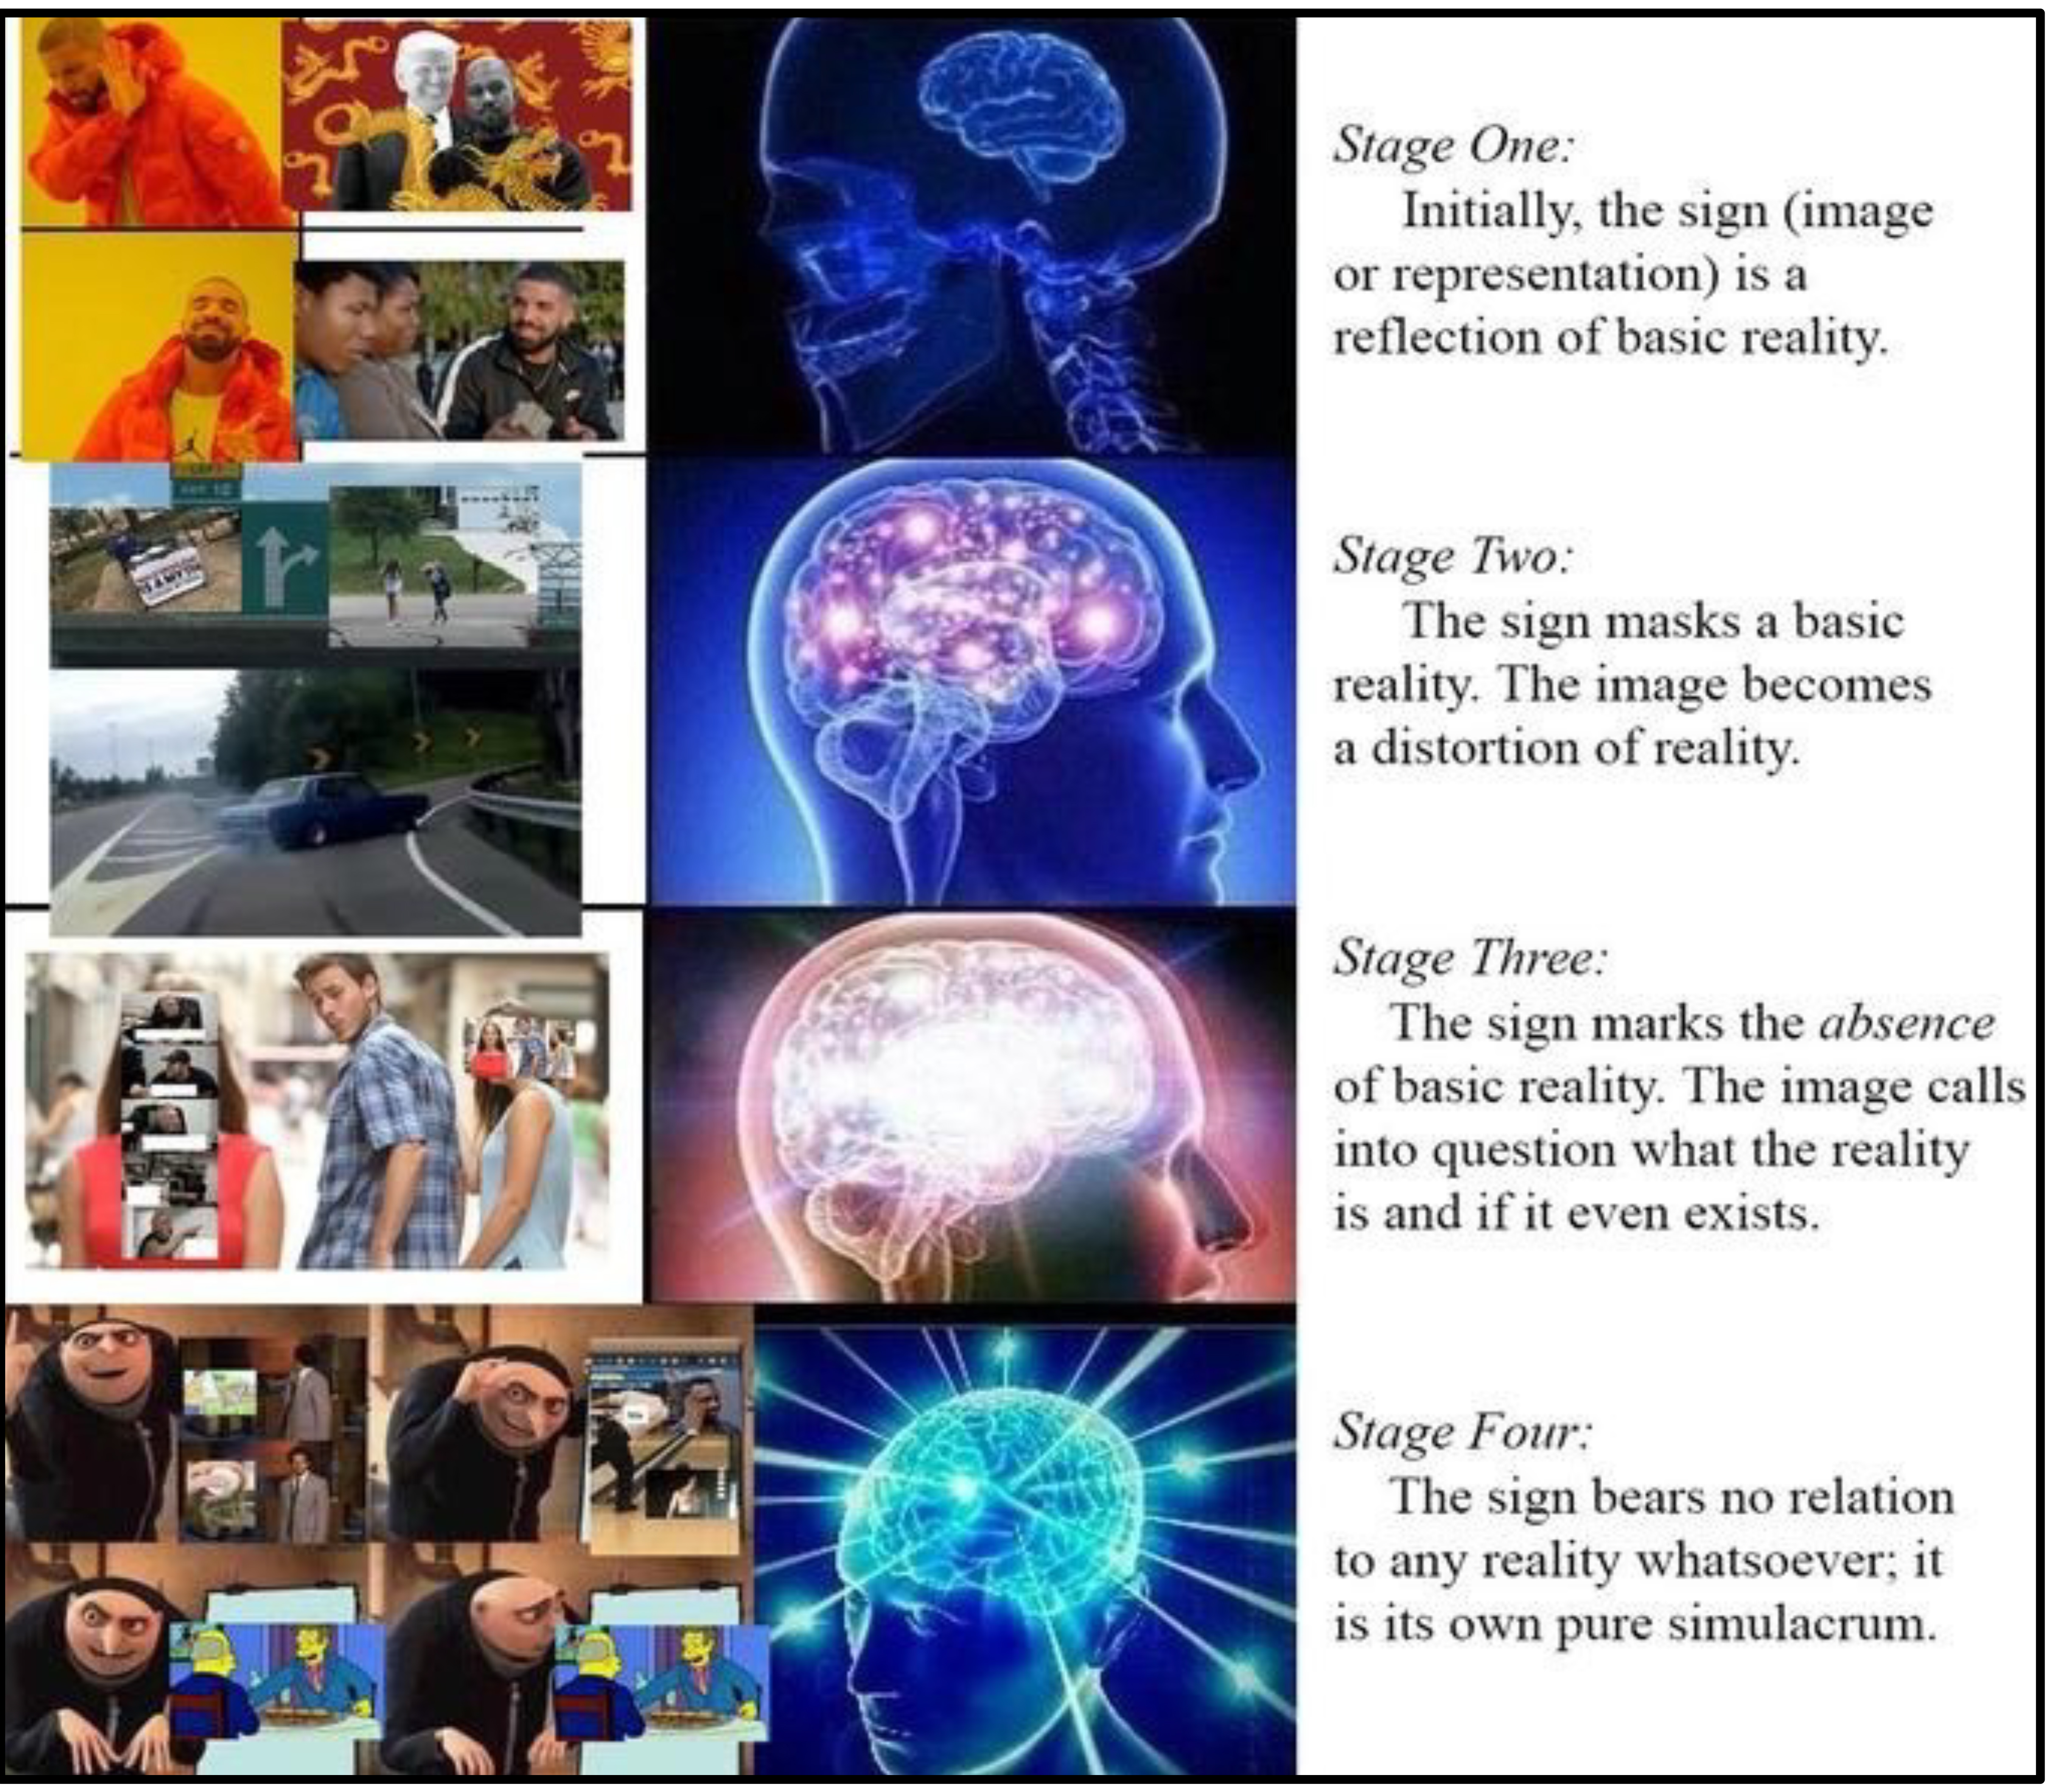 Stage One:
Initially, the sign (image
or representation) is a
reflection of basic reality.
Stage Two:
The sign masks a basic
reality. The image becomes
a distortion of reality.
Stage Three:
The sign marks the absence
of basic reality. The image calls
into question what the reality
is and if it even exists.
Stage Four:
The sign bears no relation
to any reality whatsoever; it
is its own pure simulacrum.